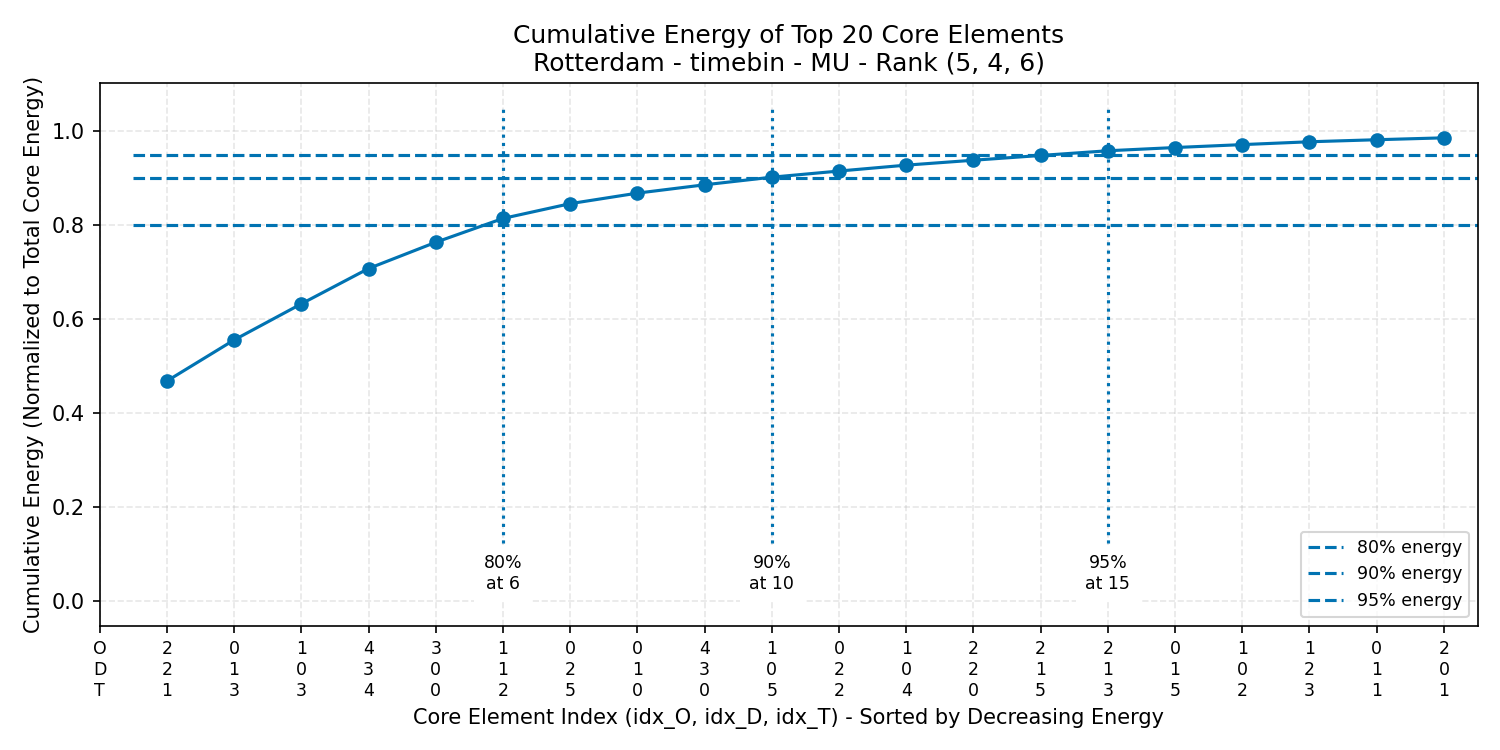 Cumulative Energy of Top 20 Core Elements
Rotterdam - timebin - MU - Rank (5, 4, 6)
Cumulative Energy (Normalized to Total Core Energy)
1.0
0.8
0.6
0.4
0.2
0.0
80%
at 6
90%
at 10
95%
at 15
80% energy
90% energy
95% energy
O 2 0 1 4 3 1 0 0 4 1 0 1 2 2 2 0 1 1 0 2
D 2 1 0 3 0 1 2 1 3 0 2 0 2 1 1 1 0 2 1 0
T 1 3 3 4 0 2 5 0 0 5 2 4 0 5 3 5 2 3 1 1
Core Element Index (idx_O, idx_D, idx_T) - Sorted by Decreasing Energy